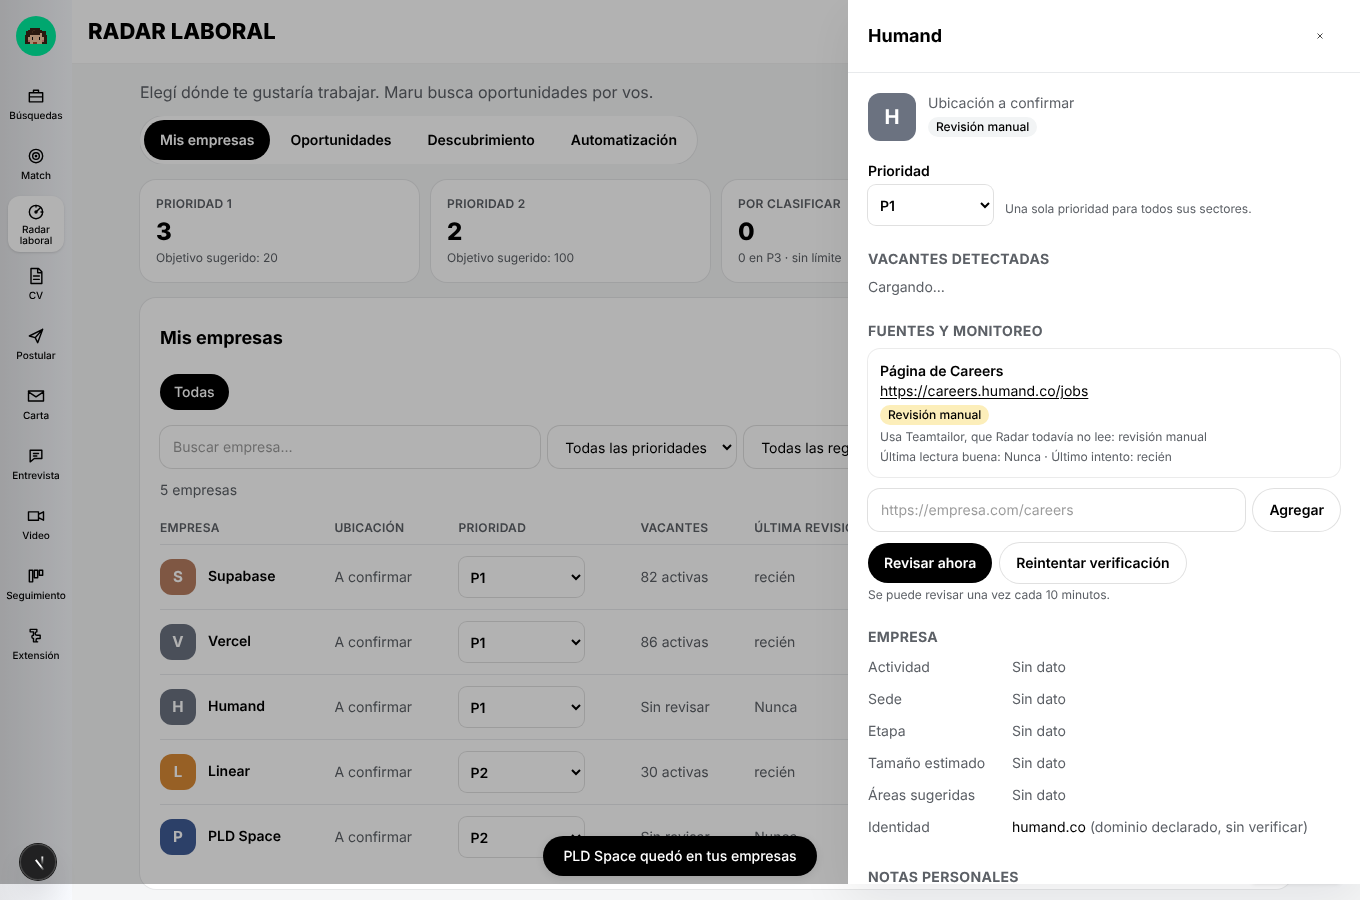 RADAR LABORAL
Búsquedas
Match
Radar
laboral
CV
Postular
Carta
Entrevista
Video
Seguimiento
Extensión
Elegí dónde te gustaría trabajar. Maru busca oportunidades por vos.
Mis empresas
Oportunidades
Descubrimiento
Automatización
PRIORIDAD 1
3
Objetivo sugerido: 20
PRIORIDAD 2
2
Objetivo sugerido: 100
POR CLASIFICAR
0
0 en P3 · sin límite
Mis empresas
Todas
Buscar empresa...
Todas las prioridades
Todas las reg
5 empresas
EMPRESA UBICACIÓN PRIORIDAD VACANTES ÚLTIMA REVISIÓ
S Supabase A confirmar P1 82 activas recién
V Vercel A confirmar P1 86 activas recién
H Humand A confirmar P1 Sin revisar Nunca
L Linear A confirmar P2 30 activas recién
P PLD Space A confirmar P2 Sin revisar Nunca
PLD Space quedó en tus empresas
Humand
×
H
Ubicación a confirmar
Revisión manual
Prioridad
P1
Una sola prioridad para todos sus sectores.
VACANTES DETECTADAS
Cargando...
FUENTES Y MONITOREO
Página de Careers
https://careers.humand.co/jobs
Revisión manual
Usa Teamtailor, que Radar todavía no lee: revisión manual
Última lectura buena: Nunca · Último intento: recién
https://empresa.com/careers
Agregar
Revisar ahora
Reintentar verificación
Se puede revisar una vez cada 10 minutos.
EMPRESA
Actividad Sin dato
Sede Sin dato
Etapa Sin dato
Tamaño estimado Sin dato
Áreas sugeridas Sin dato
Identidad humand.co (dominio declarado, sin verificar)
NOTAS PERSONALES